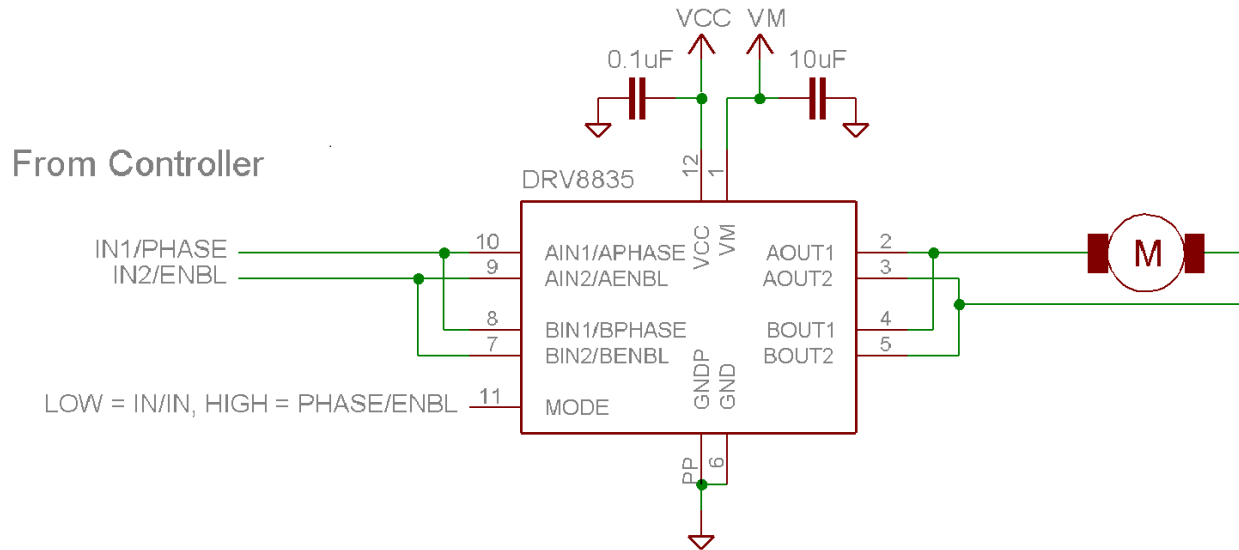 VCC VM
0.1uF 10uF
From Controller
12 1
DRV8835
VCC VM
IN1/PHASE 10 AIN1/APHASE AOUT1 2
IN2/ENBL 9 AIN2/AENBL AOUT2 3
M
8 BIN1/BPHASE BOUT1 4
7 BIN2/BENBL BOUT2 5
LOW = IN/IN, HIGH = PHASE/ENBL 11 MODE
GNDP GND
PP 6